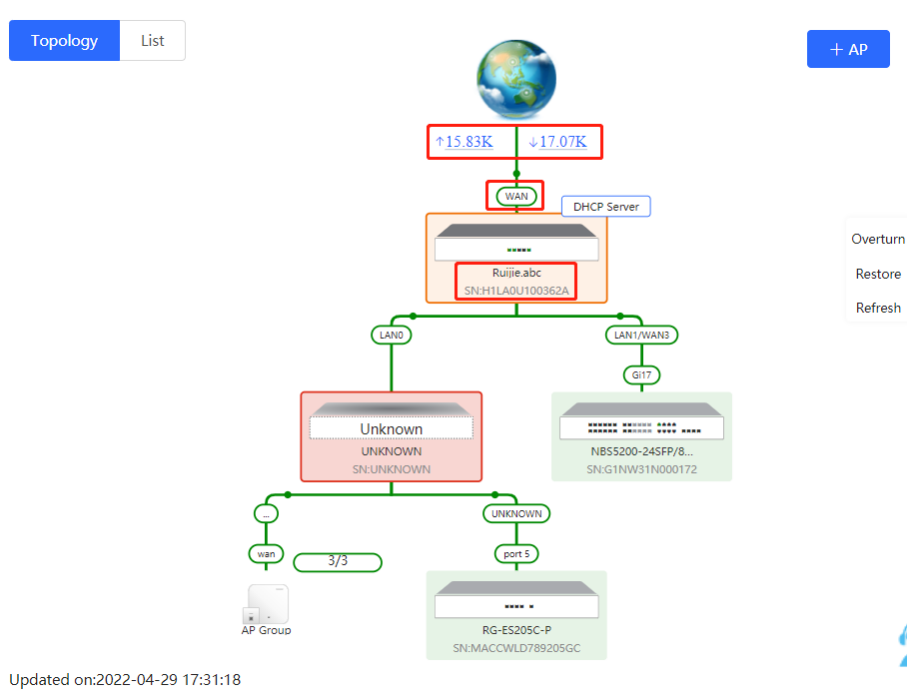 Topology
List
+ AP
↑15.83K
↓17.07K
WAN
DHCP Server
Ruijie.abc
SN:H1LA0U100362A
Overturn
Restore
Refresh
LAN0
LAN1/WAN3
Gi17
Unknown
UNKNOWN
SN:UNKNOWN
NBS5200-24SFP/8...
SN:G1NW31N000172
...
UNKNOWN
wan
3/3
port 5
AP Group
RG-ES205C-P
SN:MACCWLD789205GC
Updated on:2022-04-29 17:31:18